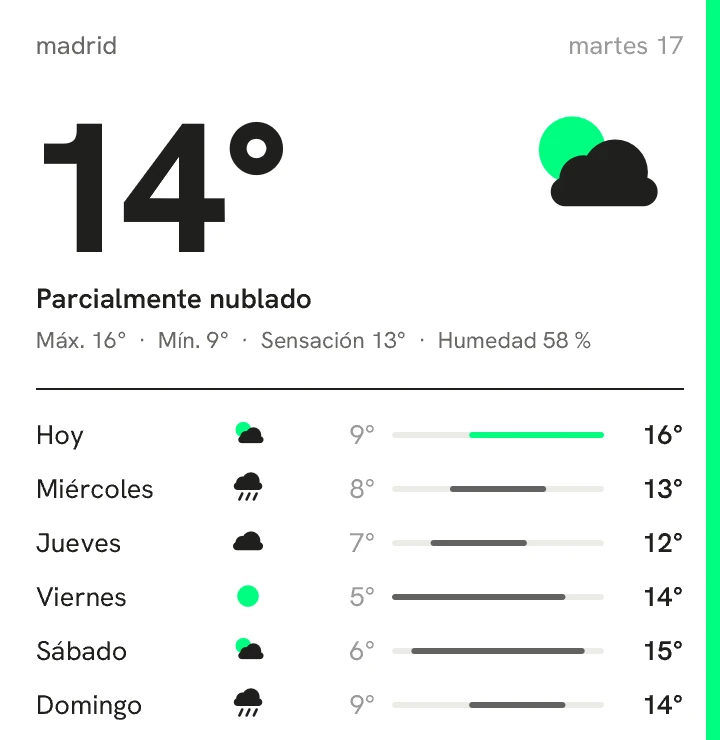 madrid martes 17
14°
Parcialmente nublado
Máx. 16° · Mín. 9° · Sensación 13° · Humedad 58 %
Hoy 9° 16°
Miércoles 8° 13°
Jueves 7° 12°
Viernes 5° 14°
Sábado 6° 15°
Domingo 9° 14°